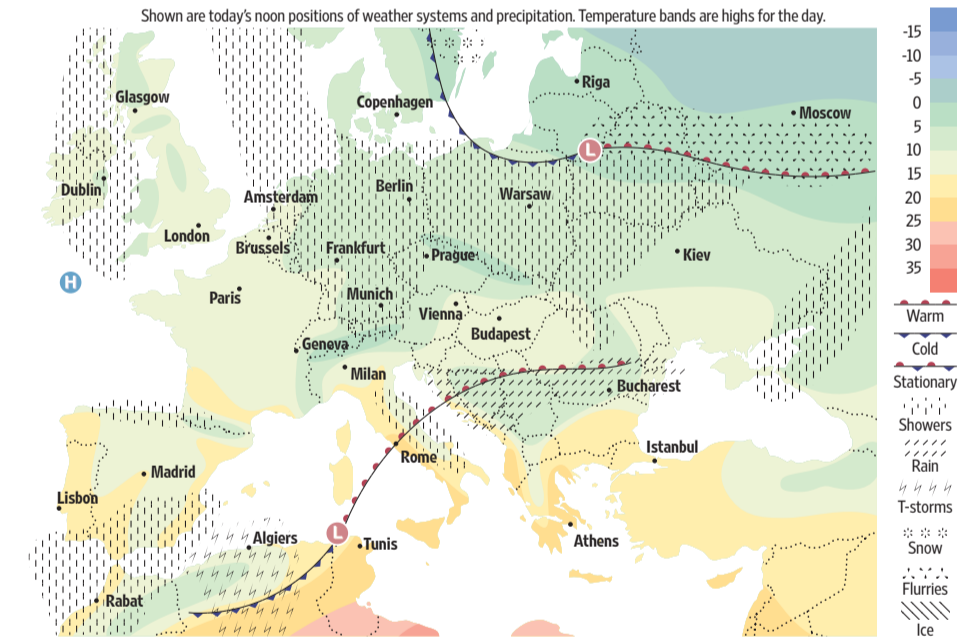 Shown are today's noon positions of weather systems and precipitation. Temperature bands are highs for the day.
-15
-10
-5
0
5
10
15
20
25
30
35
Warm
Cold
Stationary
Showers
Rain
T-storms
Snow
Flurries
Ice
Riga
Glasgow
Copenhagen
Moscow
L
Dublin
Berlin
Amsterdam
Warsaw
London
Brussels
Frankfurt
Prague
Kiev
H
Paris
Munich
Vienna
Budapest
Geneva
Milan
Bucharest
Rome
Istanbul
Madrid
Lisbon
L
Algiers
Tunis
Athens
Rabat